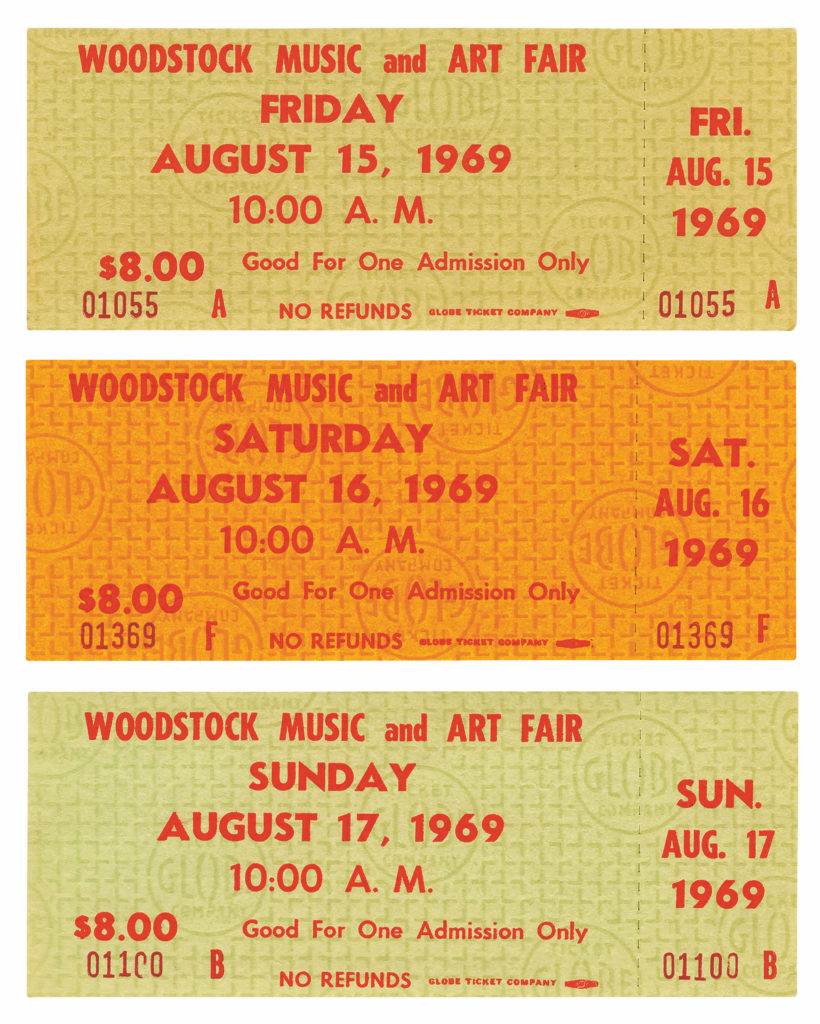 WOODSTOCK MUSIC and ART FAIR
FRIDAY
AUGUST 15, 1969
10:00 A. M.
$8.00 Good For One Admission Only
01055 A NO REFUNDS GLOBE TICKET COMPANY
FRI.
AUG. 15
1969
01055 A
WOODSTOCK MUSIC and ART FAIR
SATURDAY
AUGUST 16, 1969
10:00 A. M.
$8.00 Good For One Admission Only
01369 F NO REFUNDS GLOBE TICKET COMPANY
SAT.
AUG. 16
1969
01369 F
WOODSTOCK MUSIC and ART FAIR
SUNDAY
AUGUST 17, 1969
10:00 A. M.
$8.00 Good For One Admission Only
01100 B NO REFUNDS GLOBE TICKET COMPANY
SUN.
AUG. 17
1969
01100 B